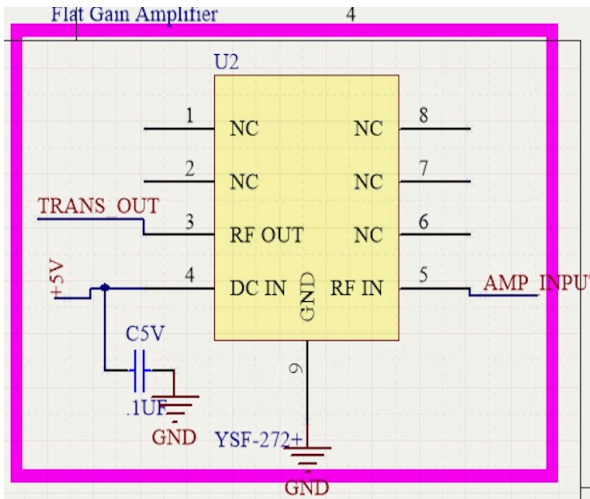 Flat Gain Amplifier 4
U2
1 NC NC 8
2 NC NC 7
TRANS_OUT 3 RF OUT NC 6
+5V 4 DC IN GND RF IN 5 AMP_INPU
C5V
.1UF
9
GND YSF-272+
GND